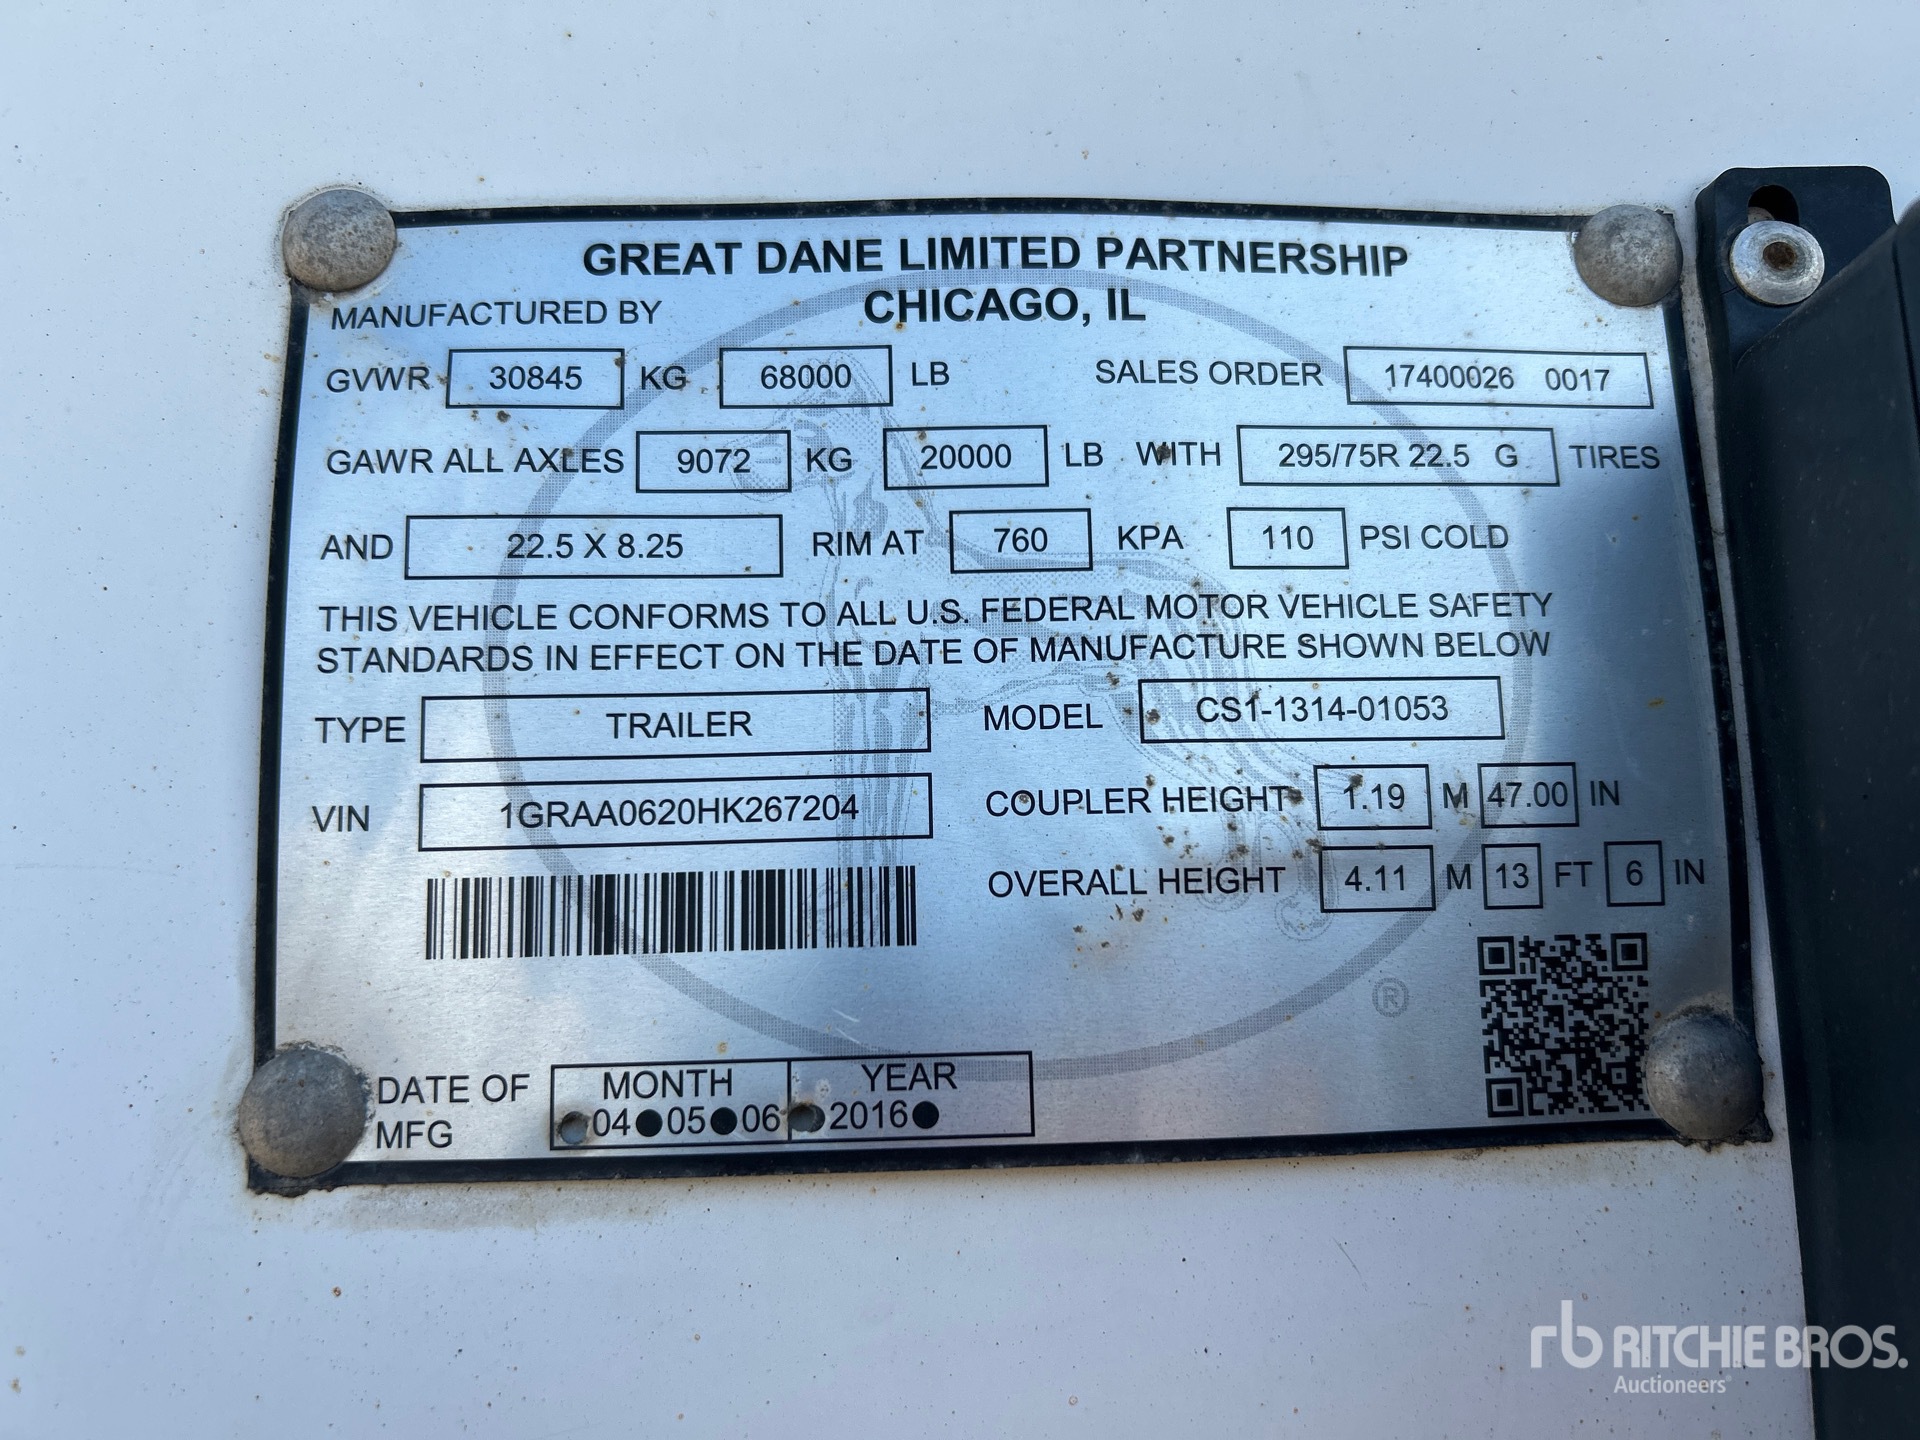 GREAT DANE LIMITED PARTNERSHIP
MANUFACTURED BY CHICAGO, IL
GVWR 30845 KG 68000 LB SALES ORDER 17400026 0017
GAWR ALL AXLES 9072 KG 20000 LB WITH 295/75R 22.5 G TIRES
AND 22.5 X 8.25 RIM AT 760 KPA 110 PSI COLD
THIS VEHICLE CONFORMS TO ALL U.S. FEDERAL MOTOR VEHICLE SAFETY
STANDARDS IN EFFECT ON THE DATE OF MANUFACTURE SHOWN BELOW
TYPE TRAILER MODEL CS1-1314-01053
VIN 1GRAA0620HK267204 COUPLER HEIGHT 1.19 M 47.00 IN
OVERALL HEIGHT 4.11 M 13 FT 6 IN
®
DATE OF MFG MONTH YEAR
04 05 06 2016
rb RITCHIE BROS.
Auctioneers